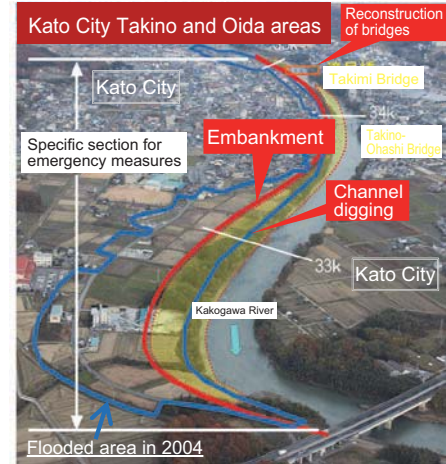 Kato City Takino and Oida areas
Reconstruction
of bridges
Kato City
Takimi Bridge
34k
Takino-
Ohashi Bridge
Specific section for
emergency measures
Embankment
Channel
digging
33k
Kato City
Kakogawa River
Flooded area in 2004